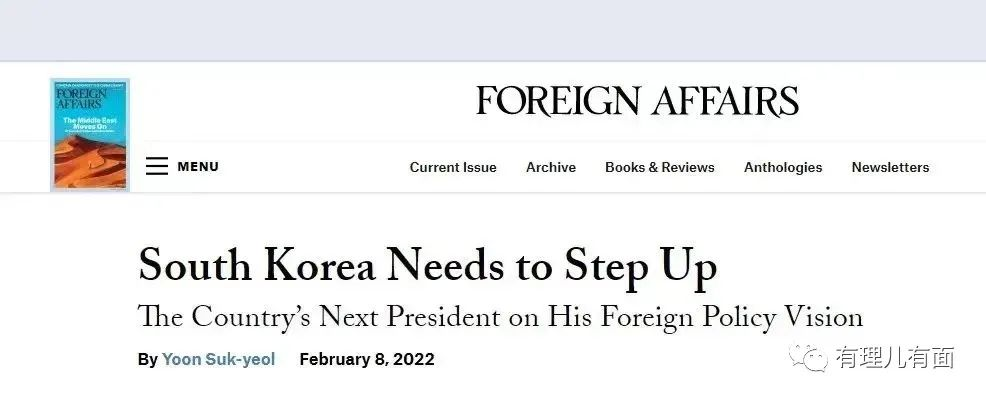 FOREIGN AFFAIRS
FOREIGN
AFFAIRS
The Middle East
Moves On
MENU
Current Issue Archive Books & Reviews Anthologies Newsletters
South Korea Needs to Step Up
The Country's Next President on His Foreign Policy Vision
By Yoon Suk-yeol February 8, 2022
有理儿有面